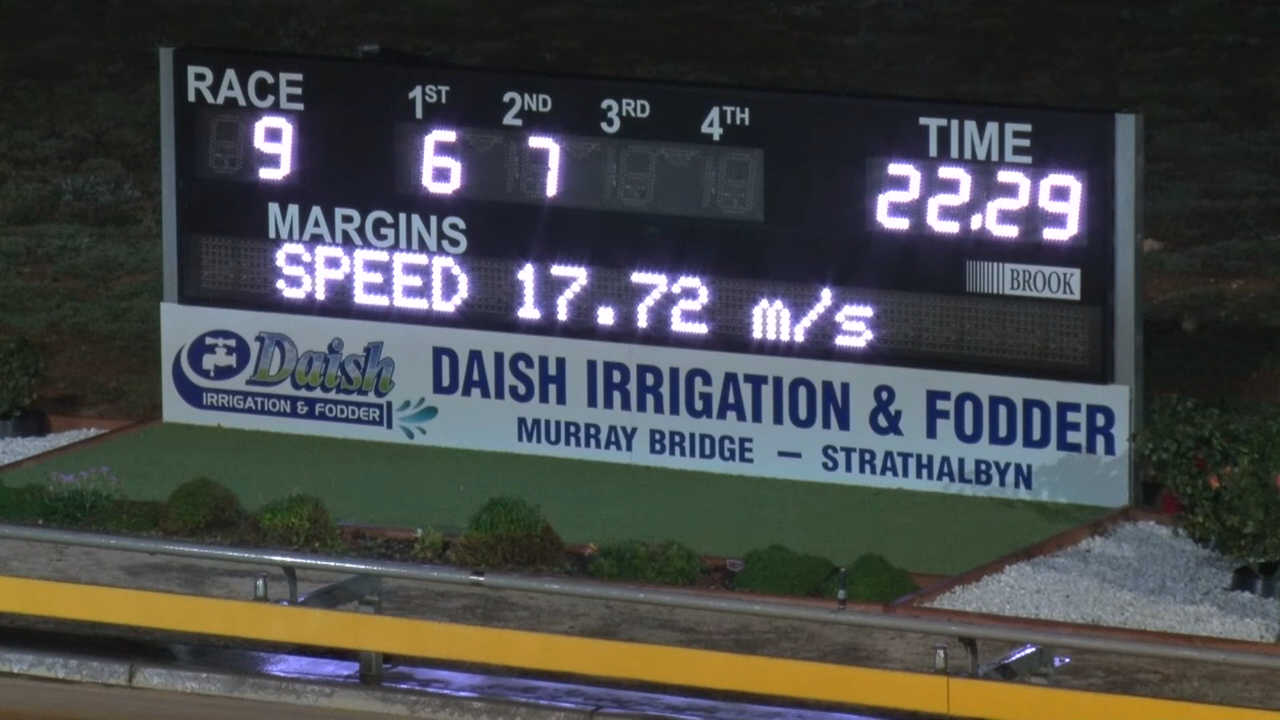 RACE 1ST 2ND 3RD 4TH TIME
9 6 7 22.29
MARGINS
BROOK
SPEED 17.72 m/s
Daish
IRRIGATION & FODDER
DAISH IRRIGATION & FODDER
MURRAY BRIDGE — STRATHALBYN